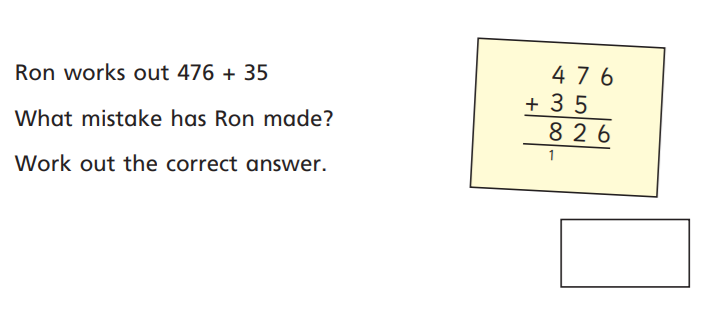 Ron works out 476 + 35
What mistake has Ron made?
Work out the correct answer.
4 7 6
+ 3 5
8 2 6
1